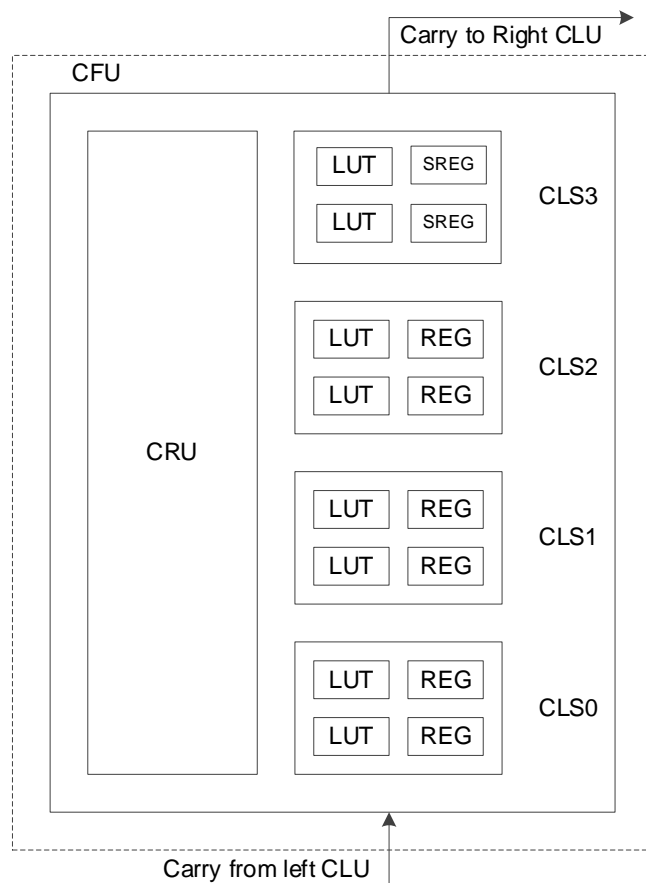 Carry to Right CLU
CFU
LUT SREG
CLS3
LUT SREG
LUT REG
CLS2
LUT REG
CRU
LUT REG
CLS1
LUT REG
LUT REG
CLS0
LUT REG
Carry from left CLU